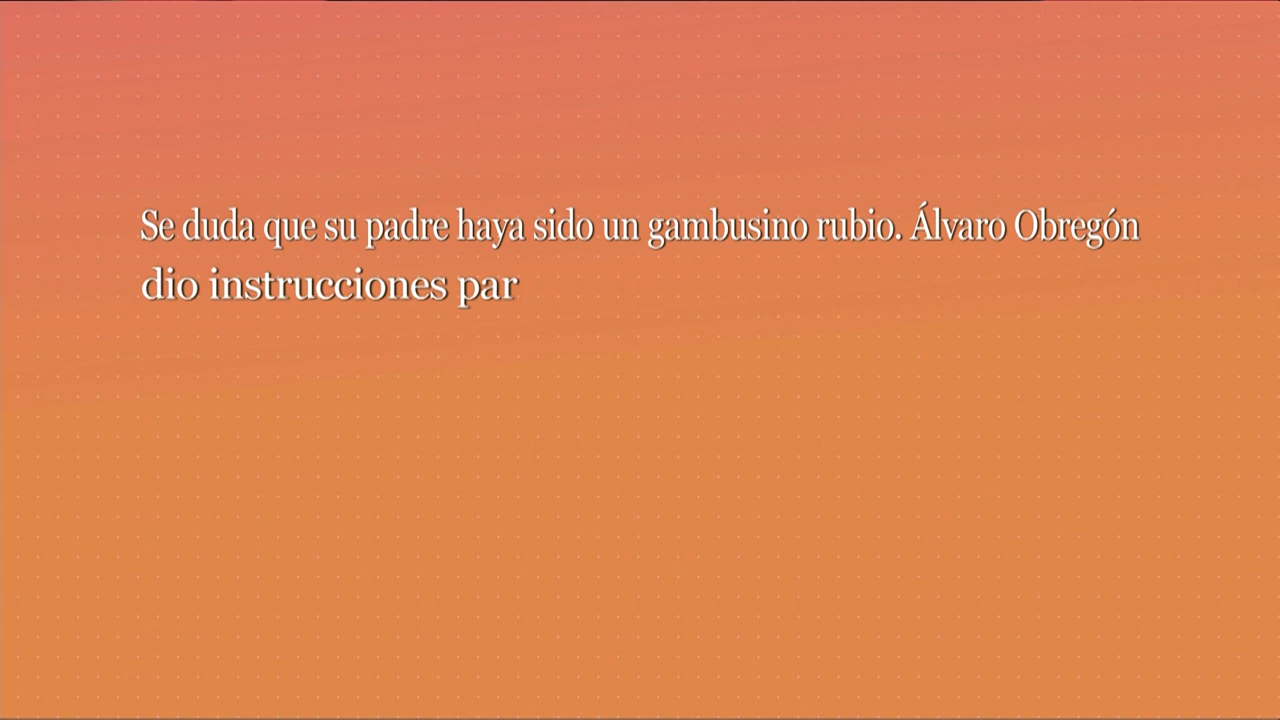 Se duda que su padre haya sido un gambusino rubio. Álvaro Obregón
dio instrucciones par